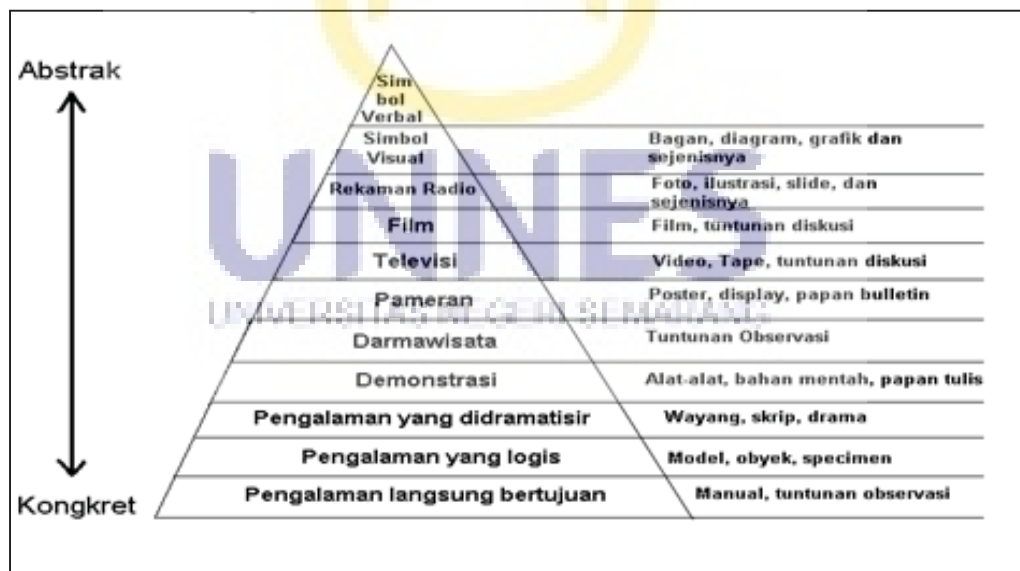 Abstrak
Sim
bol
Verbal
Simbol
Visual
Bagan, diagram, grafik dan
sejenisnya
Rekaman Radio
Foto, ilustrasi, slide, dan
sejenisnya
Film
Film, tuntunan diskusi
Televisi
Video, Tape, tuntunan diskusi
Pameran
Poster, display, papan bulletin
Darmawisata
Tuntunan Observasi
Demonstrasi
Alat-alat, bahan mentah, papan tulis
Pengalaman yang didramatisir
Wayang, skrip, drama
Pengalaman yang logis
Model, obyek, specimen
Pengalaman langsung bertujuan
Manual, tuntunan observasi
Kongkret
UNNES
UNIVERSITAS NEGERI SEMARANG